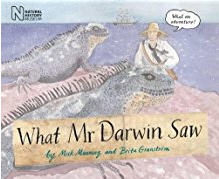 NATURAL
HISTORY
MUSEUM
What an
adventure!
What Mr Darwin Saw
by Mick Manning and Brita Granström